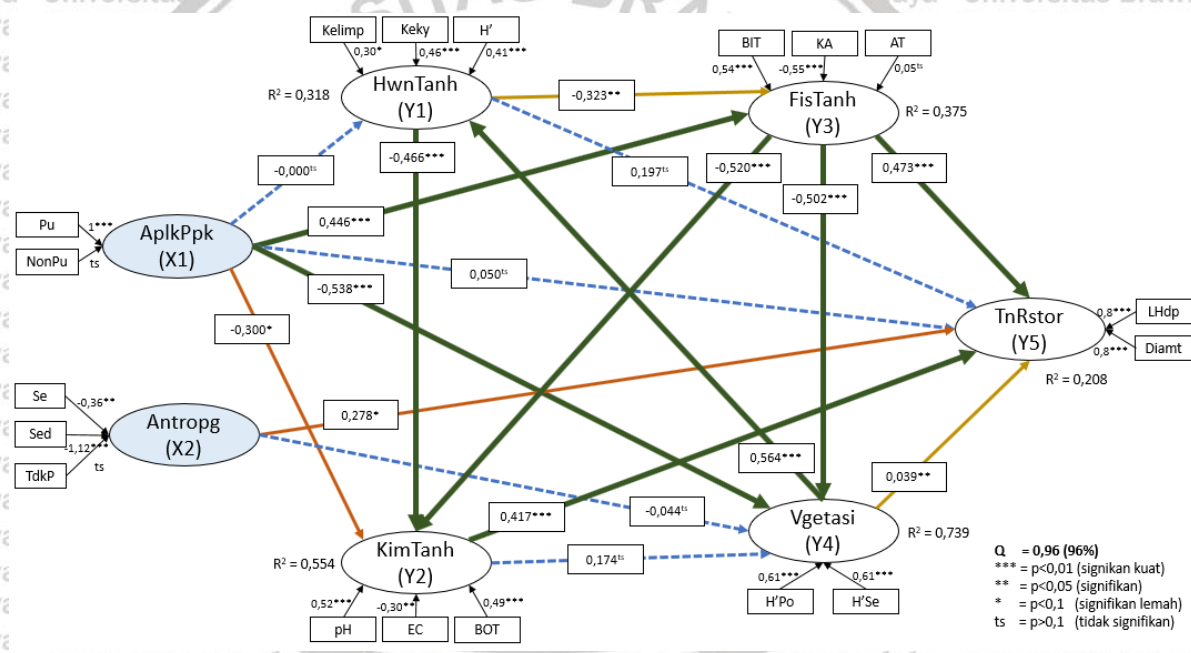 Kelimp
Keky
H'
0,30*
0,46***
0,41***
HwnTanh
(Y1)
R² = 0,318
BIT
KA
AT
0,54***
-0,55***
0,05ts
FisTanh
(Y3)
R² = 0,375
-0,323**
-0,466***
-0,000ts
0,197ts
-0,520***
-0,502***
0,473***
Pu
NonPu
1***
ts
AplkPpk
(X1)
0,446***
0,050ts
-0,538***
-0,300*
TnRstor
(Y5)
0,8***
0,8***
LHdp
Diamt
R² = 0,208
Se
Sed
TdkP
-0,36**
-1,12***
ts
Antropg
(X2)
0,278*
0,564***
0,039**
-0,044ts
0,417***
0,174ts
KimTanh
(Y2)
R² = 0,554
0,52***
-0,30**
0,49***
pH
EC
BOT
Vgetasi
(Y4)
R² = 0,739
0,61***
0,61***
H'Po
H'Se
Q = 0,96 (96%)
*** = p<0,01 (signikan kuat)
** = p<0,05 (signifikan)
* = p<0,1 (signifikan lemah)
ts = p>0,1 (tidak signifikan)